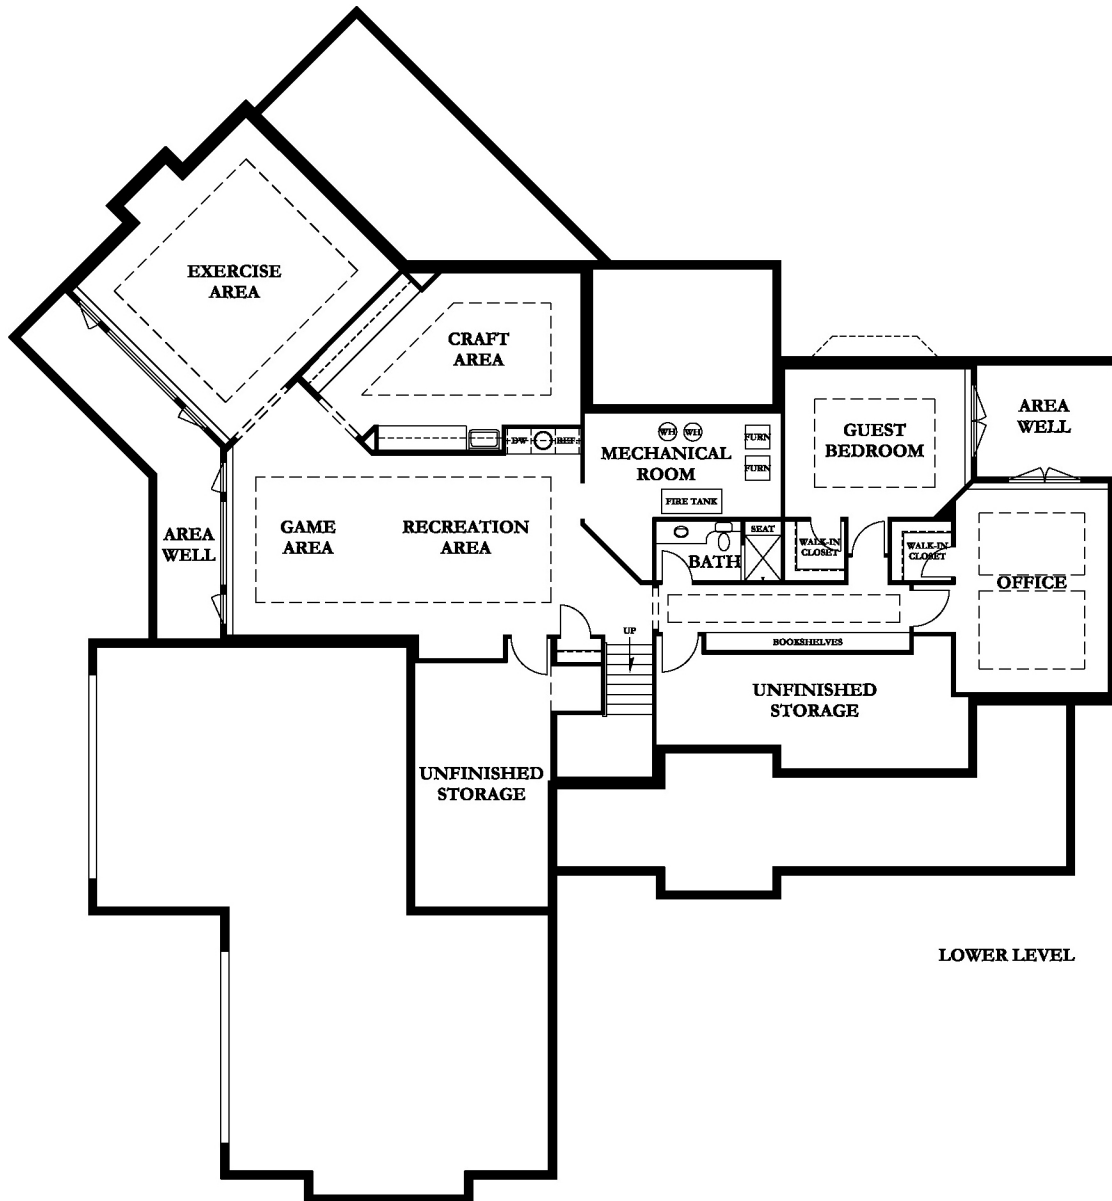 EXERCISE
AREA
CRAFT
AREA
DW
REF.
WH
WH
FURN
FURN
MECHANICAL
ROOM
FIRE TANK
GUEST
BEDROOM
AREA
WELL
GAME
AREA
RECREATION
AREA
AREA
WELL
SEAT
BATH
WALK-IN
CLOSET
WALK-IN
CLOSET
OFFICE
UP
BOOKSHELVES
UNFINISHED
STORAGE
UNFINISHED
STORAGE
LOWER LEVEL